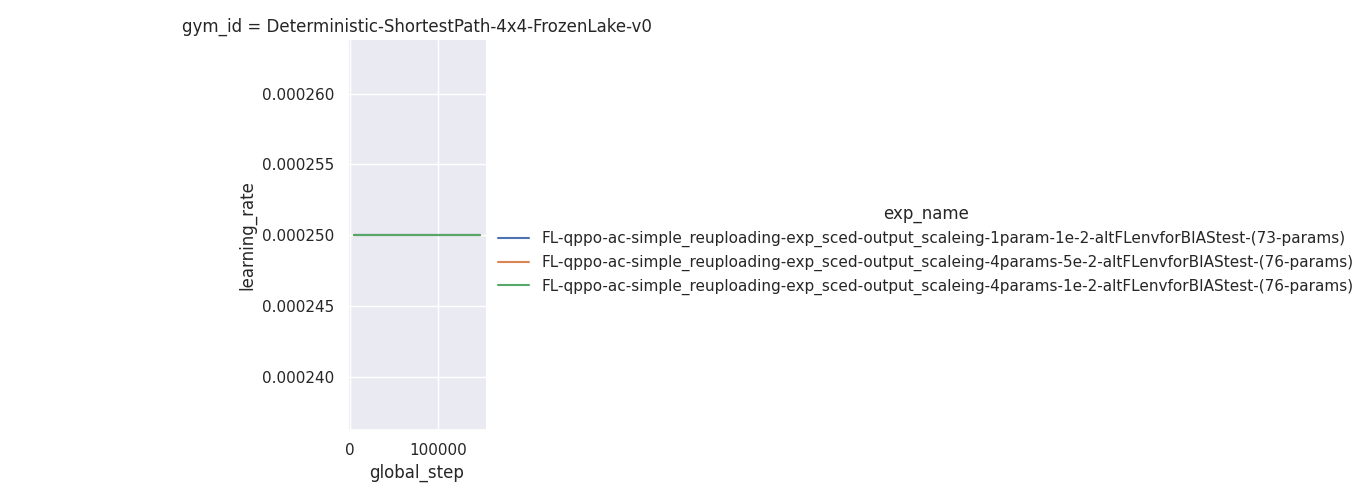 gym_id = Deterministic-ShortestPath-4x4-FrozenLake-v0
0.000260
0.000255
0.000250
0.000245
0.000240
learning_rate
0
100000
global_step
exp_name
FL-qppo-ac-simple_reuploading-exp_sced-output_scaleing-1param-1e-2-altFLenvforBIAStest-(73-params)
FL-qppo-ac-simple_reuploading-exp_sced-output_scaleing-4params-5e-2-altFLenvforBIAStest-(76-params)
FL-qppo-ac-simple_reuploading-exp_sced-output_scaleing-4params-1e-2-altFLenvforBIAStest-(76-params)